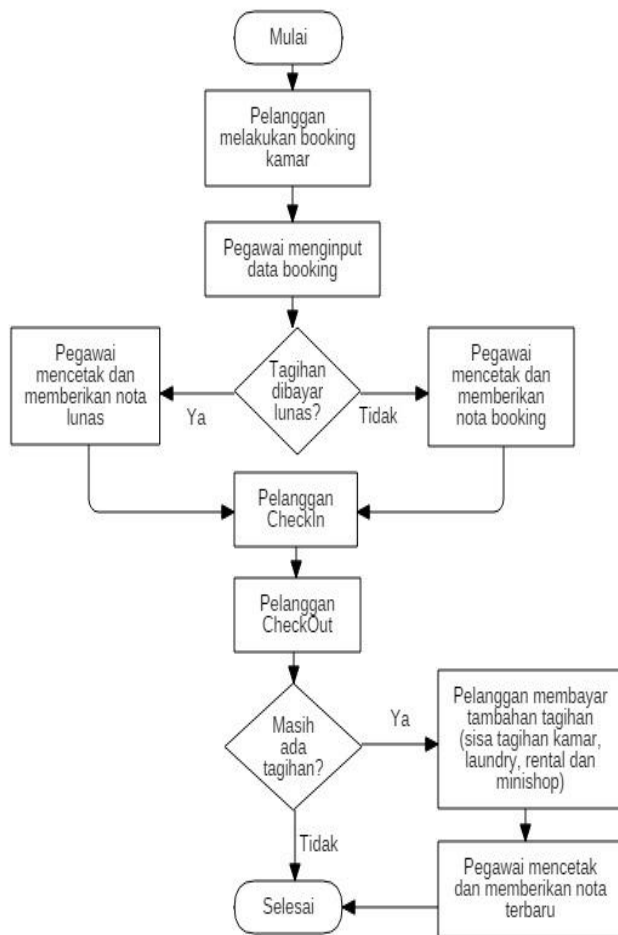 Mulai
Pelanggan
melakukan booking
kamar
Pegawai menginput
data booking
Pegawai
mencetak dan
memberikan nota
lunas
Ya
Tagihan
dibayar
lunas?
Tidak
Pegawai
mencetak dan
memberikan
nota booking
Pelanggan
CheckIn
Pelanggan
CheckOut
Masih
ada
tagihan?
Ya
Pelanggan membayar
tambahan tagihan
(sisa tagihan kamar,
laundry, rental dan
minishop)
Tidak
Pegawai mencetak
dan memberikan nota
terbaru
Selesai